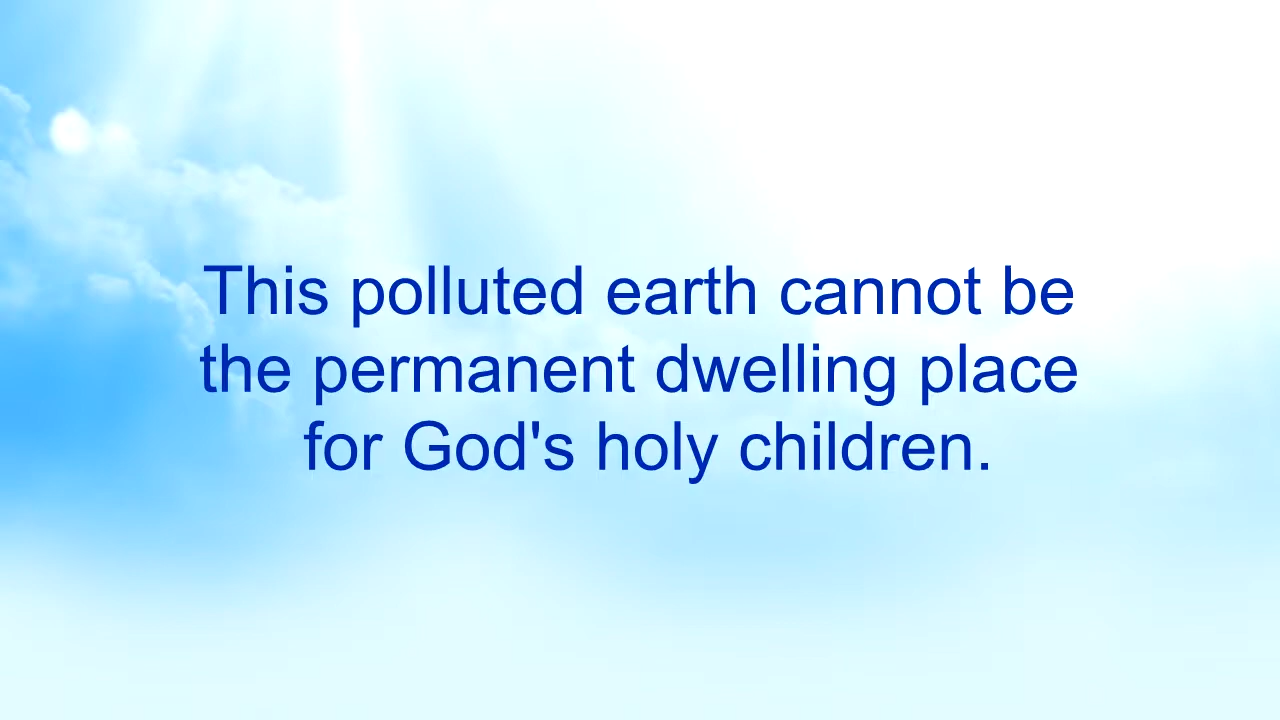 This polluted earth cannot be
the permanent dwelling place
for God's holy children.